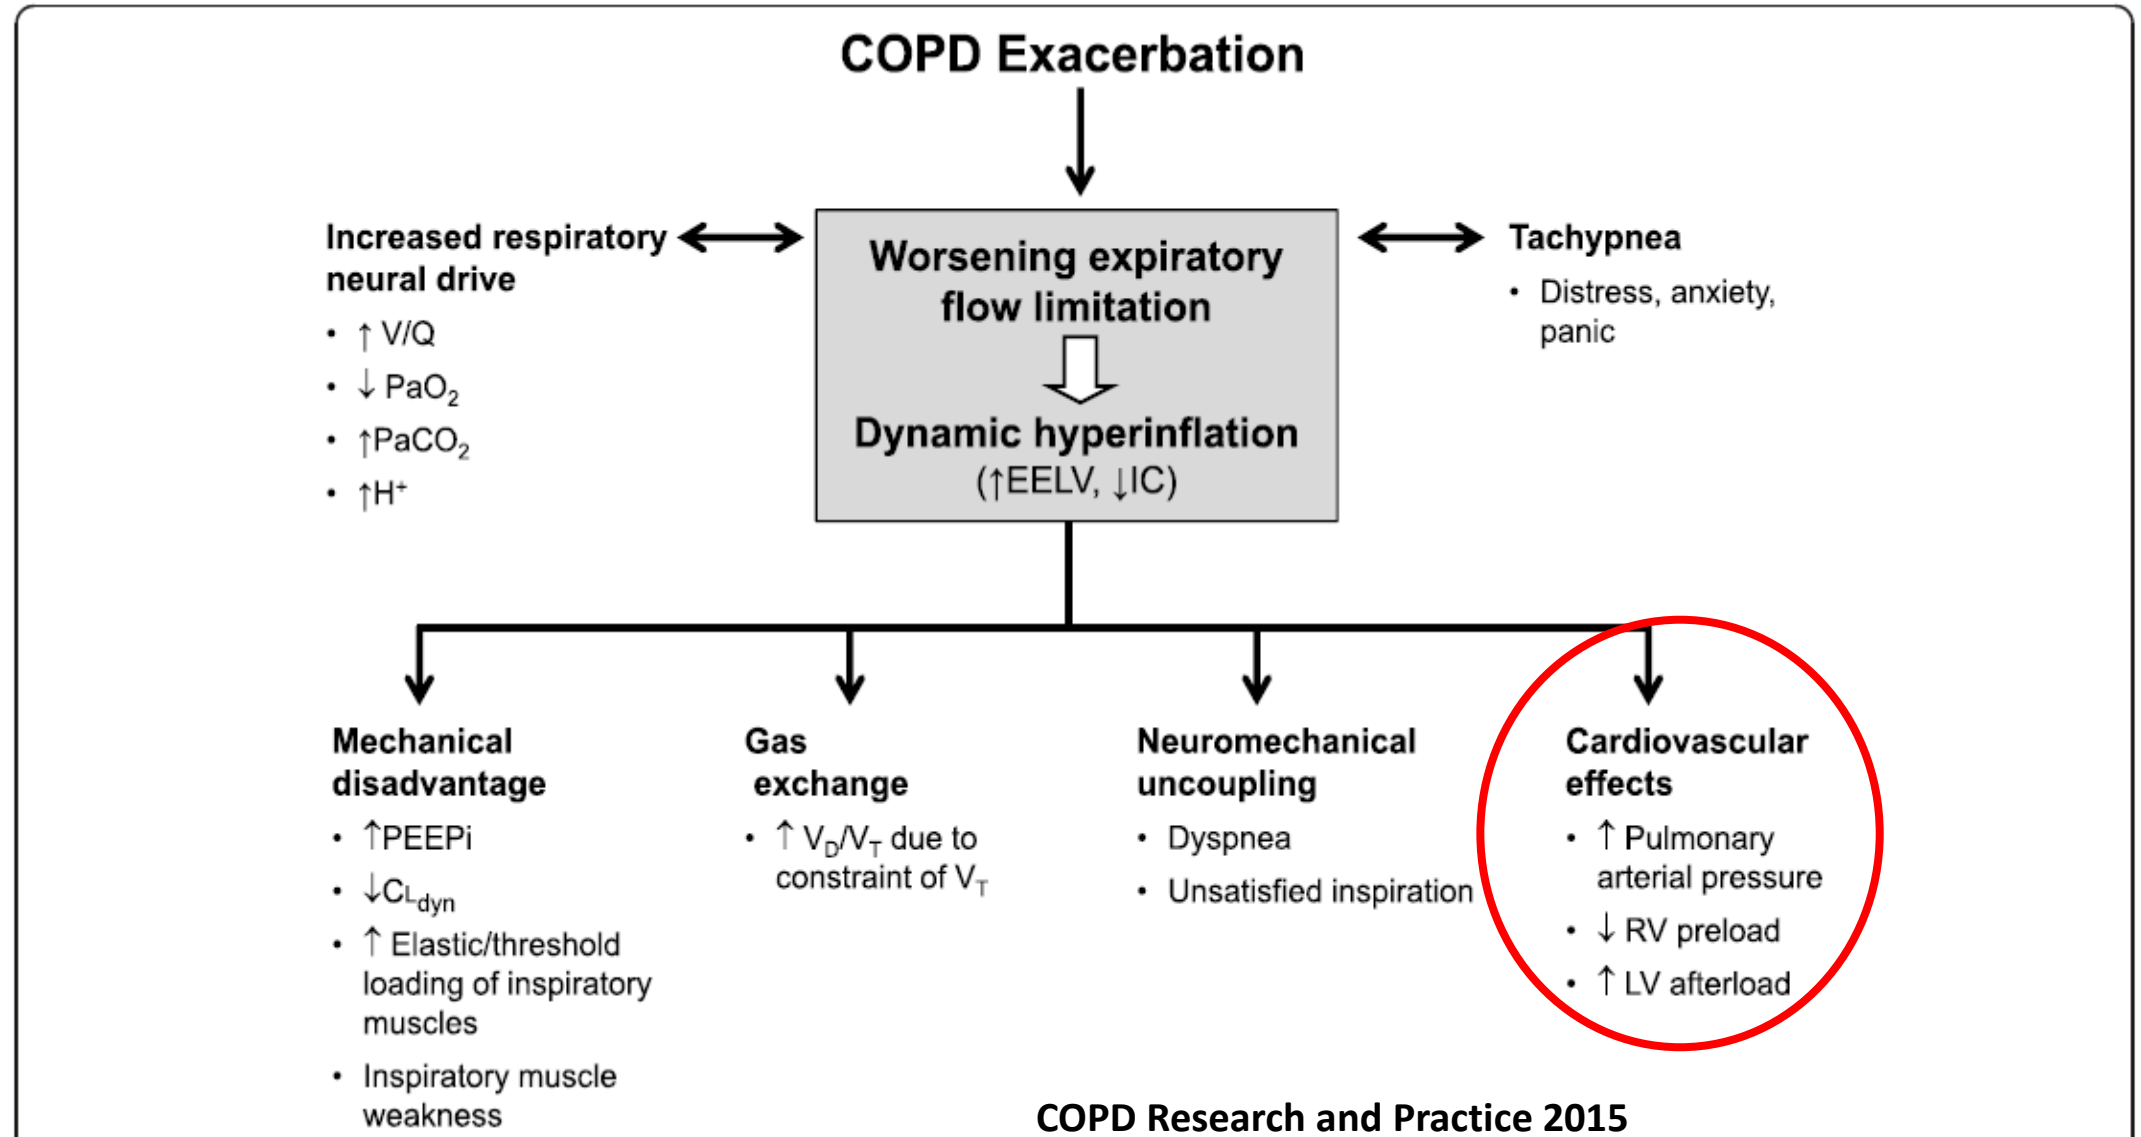 COPD Exacerbation
Increased respiratory
neural drive
• ↑ V/Q
• ↓ PaO₂
• ↑PaCO₂
• ↑H⁺
Worsening expiratory
flow limitation
Dynamic hyperinflation
(↑EELV, ↓IC)
Tachypnea
• Distress, anxiety,
panic
Mechanical
disadvantage
• ↑PEEPi
• ↓CLdyn
• ↑ Elastic/threshold
loading of inspiratory
muscles
• Inspiratory muscle
weakness
Gas
exchange
• ↑ VD/VT due to
constraint of VT
Neuromechanical
uncoupling
• Dyspnea
• Unsatisfied inspiration
Cardiovascular
effects
• ↑ Pulmonary
arterial pressure
• ↓ RV preload
• ↑ LV afterload
COPD Research and Practice 2015